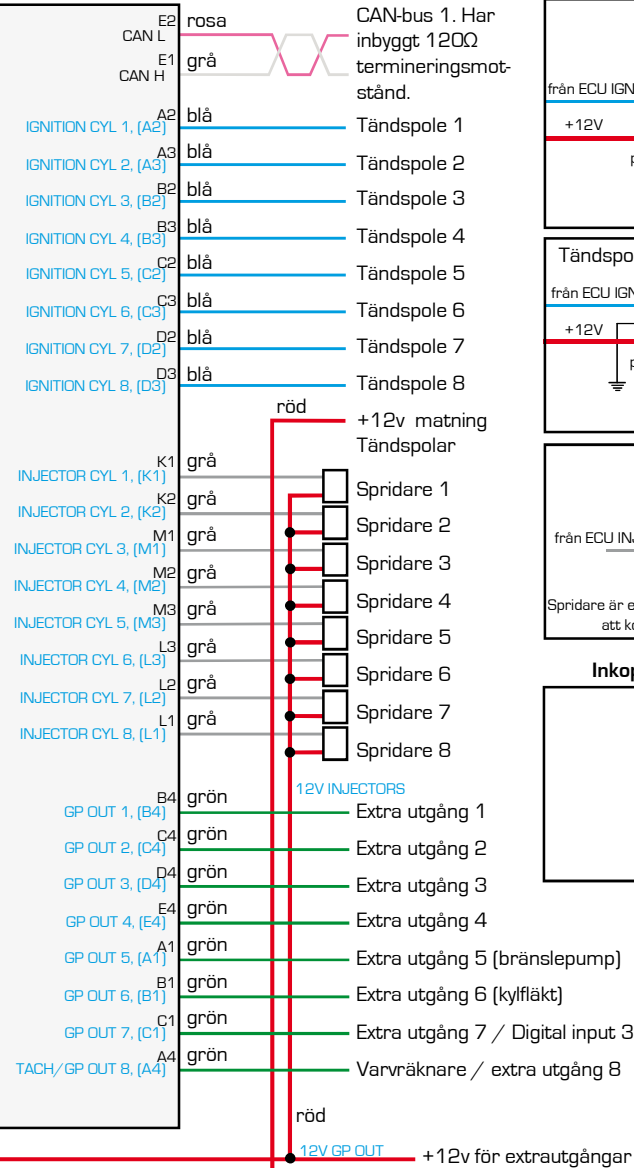 E2 rosa
CAN L
E1 grå
CAN H
CAN-bus 1. Har
inbyggt 120Ω
termineringsmot-
stånd.
A2 blå
IGNITION CYL 1, (A2) Tändspole 1
A3 blå
IGNITION CYL 2, (A3) Tändspole 2
B2 blå
IGNITION CYL 3, (B2) Tändspole 3
B3 blå
IGNITION CYL 4, (B3) Tändspole 4
C2 blå
IGNITION CYL 5, (C2) Tändspole 5
C3 blå
IGNITION CYL 6, (C3) Tändspole 6
D2 blå
IGNITION CYL 7, (D2) Tändspole 7
D3 blå
IGNITION CYL 8, (D3) Tändspole 8
röd
+12v matning
Tändspolar
K1 grå
INJECTOR CYL 1, (K1) Spridare 1
K2 grå
INJECTOR CYL 2, (K2) Spridare 2
M1 grå
INJECTOR CYL 3, (M1) Spridare 3
M2 grå
INJECTOR CYL 4, (M2) Spridare 4
M3 grå
INJECTOR CYL 5, (M3) Spridare 5
L3 grå
INJECTOR CYL 6, (L3) Spridare 6
L2 grå
INJECTOR CYL 7, (L2) Spridare 7
L1 grå
INJECTOR CYL 8, (L1) Spridare 8
12V INJECTORS
B4 grön
GP OUT 1, (B4) Extra utgång 1
C4 grön
GP OUT 2, (C4) Extra utgång 2
D4 grön
GP OUT 3, (D4) Extra utgång 3
E4 grön
GP OUT 4, (E4) Extra utgång 4
A1 grön
GP OUT 5, (A1) Extra utgång 5 (bränslepump)
B1 grön
GP OUT 6, (B1) Extra utgång 6 (kylfläkt)
C1 grön
GP OUT 7, (C1) Extra utgång 7 / Digital input 3
A4 grön
TACH/GP OUT 8, (A4) Varvräknare / extra utgång 8
röd
12V GP OUT +12v för extrautgångar
från ECU IGN
+12V
p
Tändspo
från ECU IGN
+12V
p
från ECU INJ
Spridare är e
att ko
Inkop